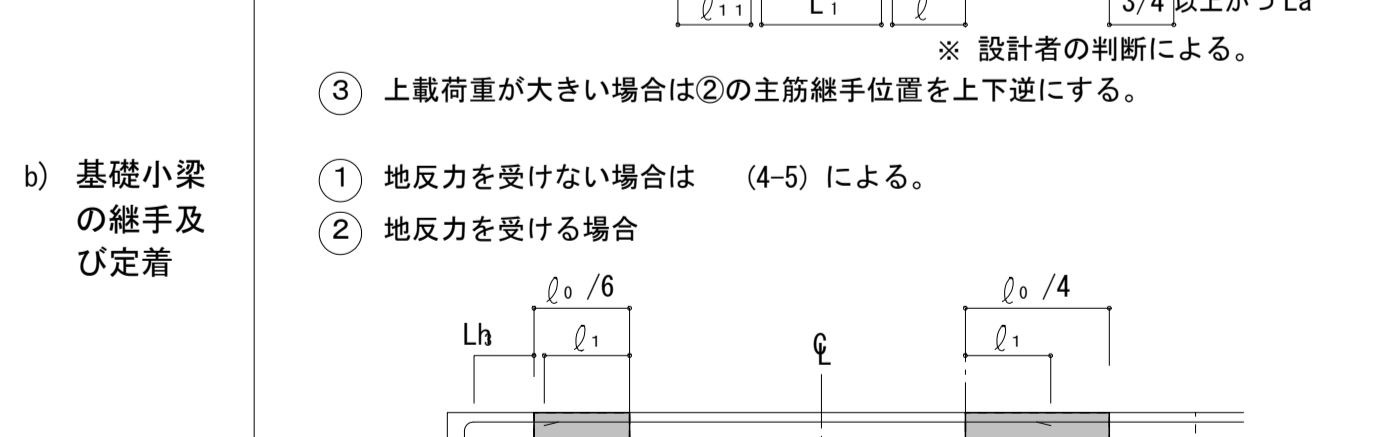 ℓ11 L1 ℓ 3/4 以上かつ La
※ 設計者の判断による。
③ 上載荷重が大きい場合は②の主筋継手位置を上下逆にする。
b) 基礎小梁
の継手及
び定着
① 地反力を受けない場合は (4-5) による。
② 地反力を受ける場合
ℓ0 /6 ℓ0 /4
ℓ1 ℓ1